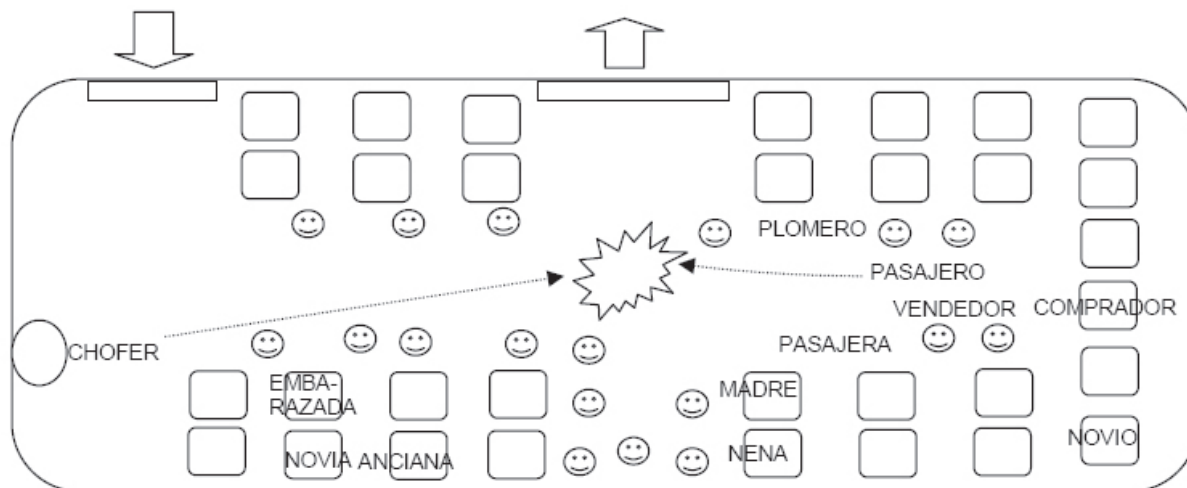 PLOMERO
PASAJERO
VENDEDOR
COMPRADOR
CHOFER
PASAJERA
EMBA-
RAZADA
MADRE
NOVIA
ANCIANA
NENA
NOVIO